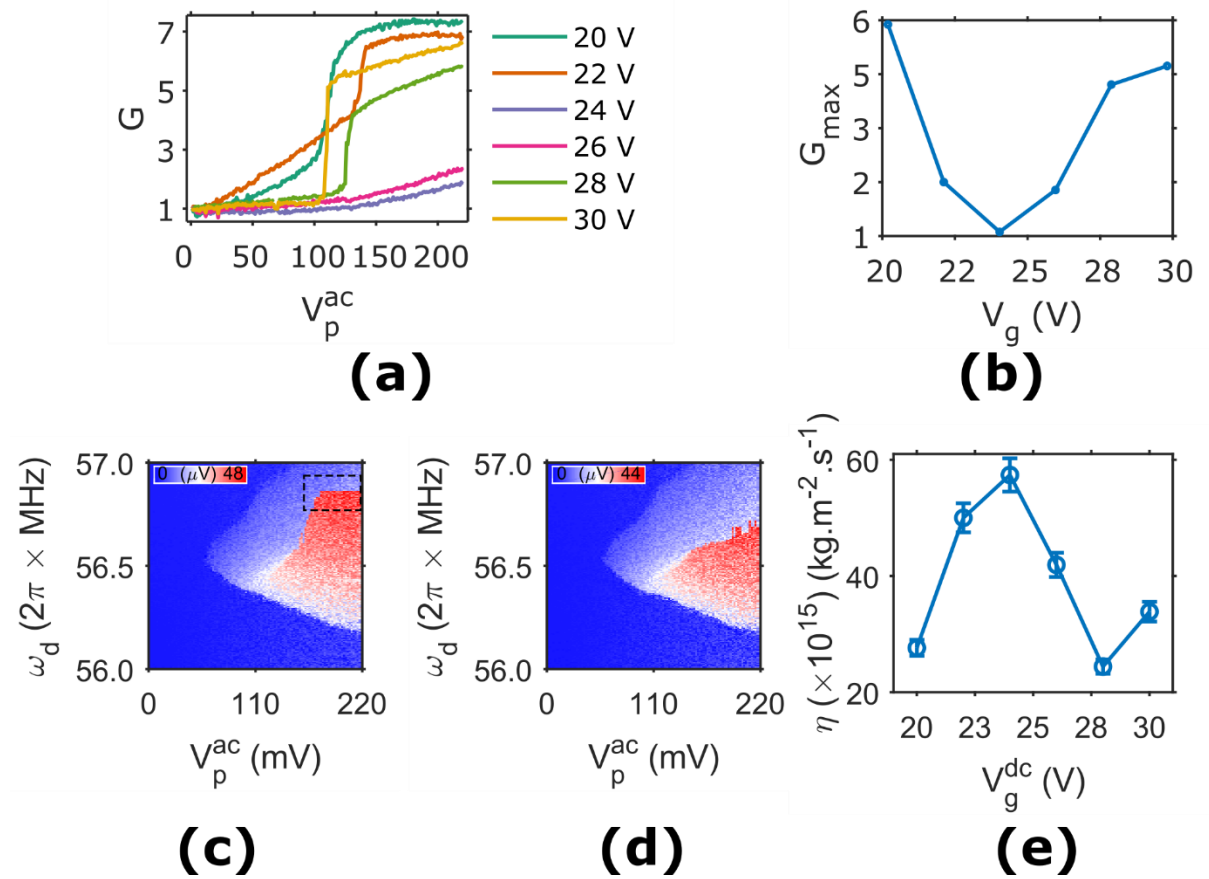 G
7
5
3
1
0 50 100 150 200
V_p^ac
20 V
22 V
24 V
26 V
28 V
30 V
(a)
G_max
6
5
3
2
1
20 22 25 28 30
V_g (V)
(b)
ω_d (2π × MHz)
57.0
56.5
56.0
0 (μV) 48
0 110 220
V_p^ac (mV)
(c)
ω_d (2π × MHz)
57.0
56.5
56.0
0 (μV) 44
0 110 220
V_p^ac (mV)
(d)
η (× 10^15) (kg.m^-2.s^-1)
60
40
20
20 23 25 28 30
V_g^dc (V)
(e)